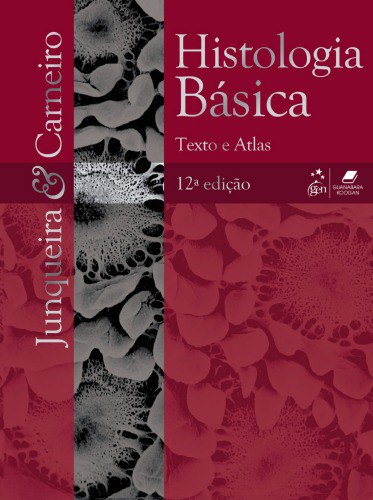 Junqueira & Carneiro
Histologia
Básica
Texto e Atlas
12ª edição
gen
GUANABARA
KOOGAN